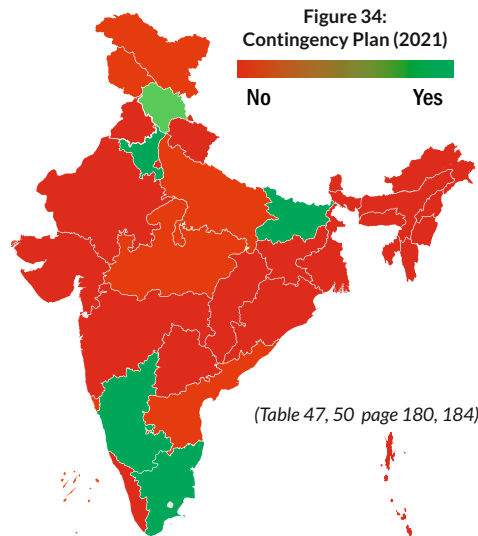 Figure 34:
Contingency Plan (2021)
No Yes
(Table 47, 50 page 180, 184)